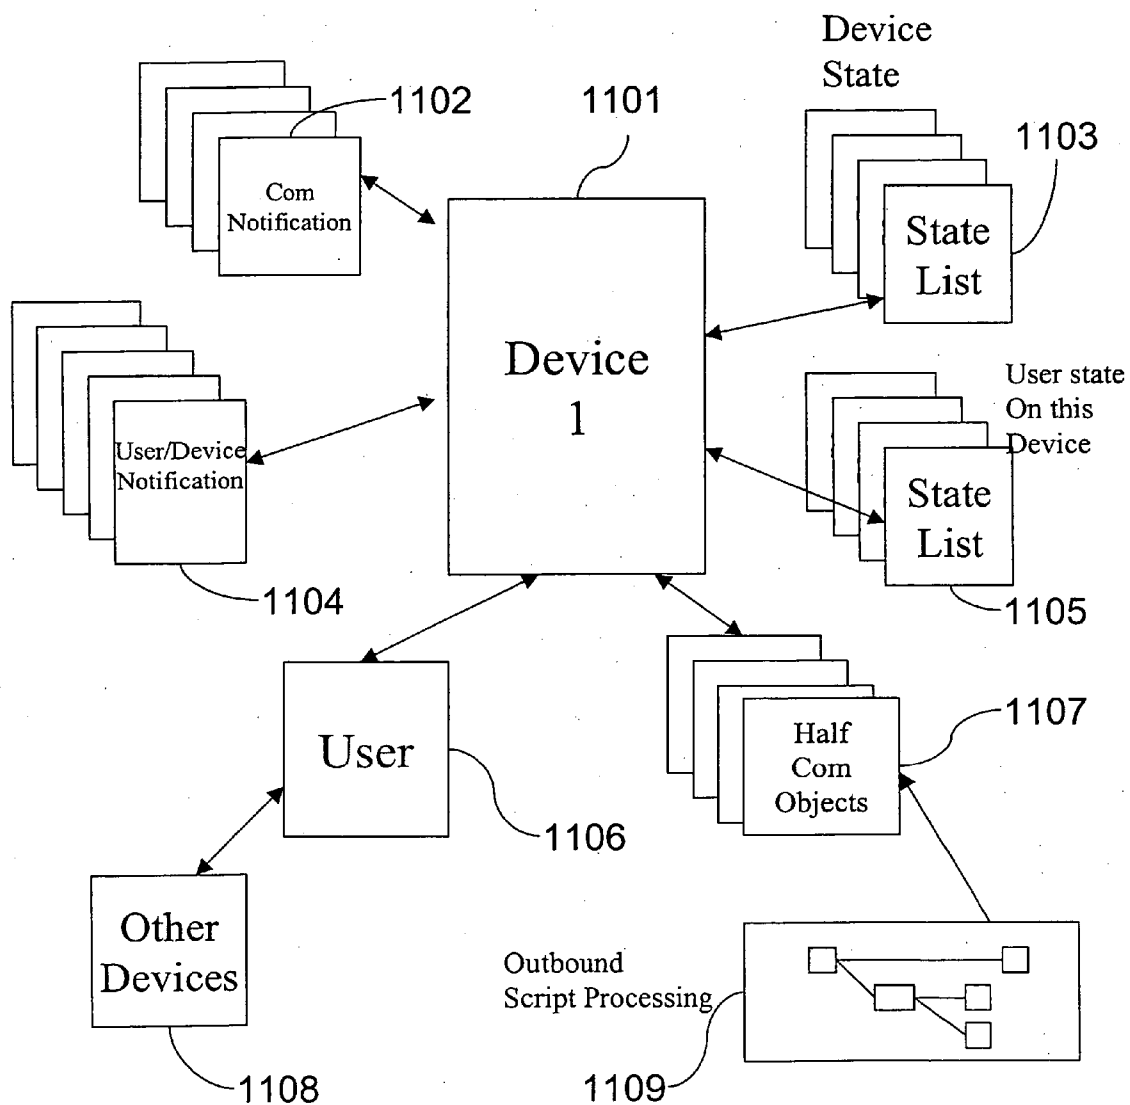 Device
State
1102
1101
1103
Com
Notification
State
List
Device
1
User state
On this
Device
User/Device
Notification
State
List
1104
1105
User
1107
Half
Com
Objects
1106
Other
Devices
Outbound
Script Processing
1108
1109